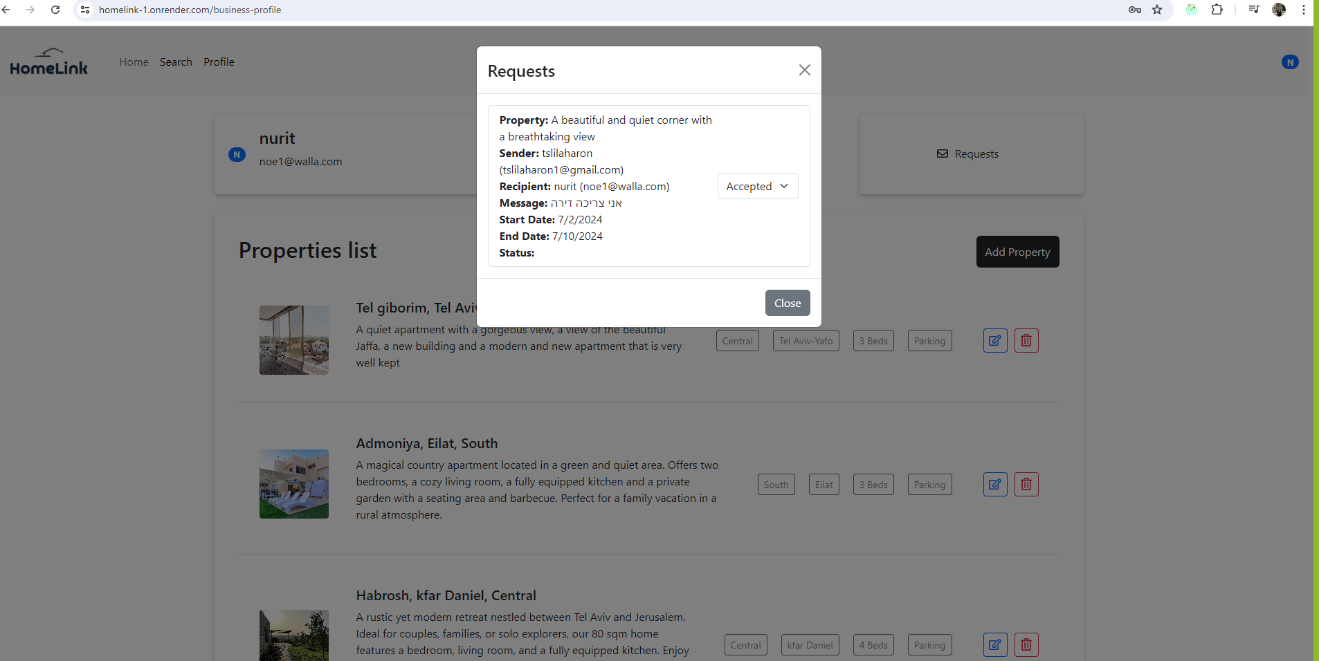 homelink-1.onrender.com/business-profile
HomeLink
Home Search Profile
N
Requests
Property: A beautiful and quiet corner with
a breathtaking view
Sender: tslilaharon
(tslilaharon1@gmail.com)
Recipient: nurit (noe1@walla.com)
Message: אני צריכה דירה
Start Date: 7/2/2024
End Date: 7/10/2024
Status:
Accepted
Close
N
nurit
noe1@walla.com
Requests
Properties list
Add Property
Tel giborim, Tel Aviv
A quiet apartment with a gorgeous view, a view of the beautiful
Jaffa, a new building and a modern and new apartment that is very
well kept
Central Tel Aviv-Yafo 3 Beds Parking
Admoniya, Eilat, South
A magical country apartment located in a green and quiet area. Offers two
bedrooms, a cozy living room, a fully equipped kitchen and a private
garden with a seating area and barbecue. Perfect for a family vacation in a
rural atmosphere.
South Eilat 3 Beds Parking
Habrosh, kfar Daniel, Central
A rustic yet modern retreat nestled between Tel Aviv and Jerusalem.
Ideal for couples, families, or solo explorers, our 80 sqm home
features a bedroom, living room, and a fully equipped kitchen. Enjoy
Central kfar Daniel 4 Beds Parking